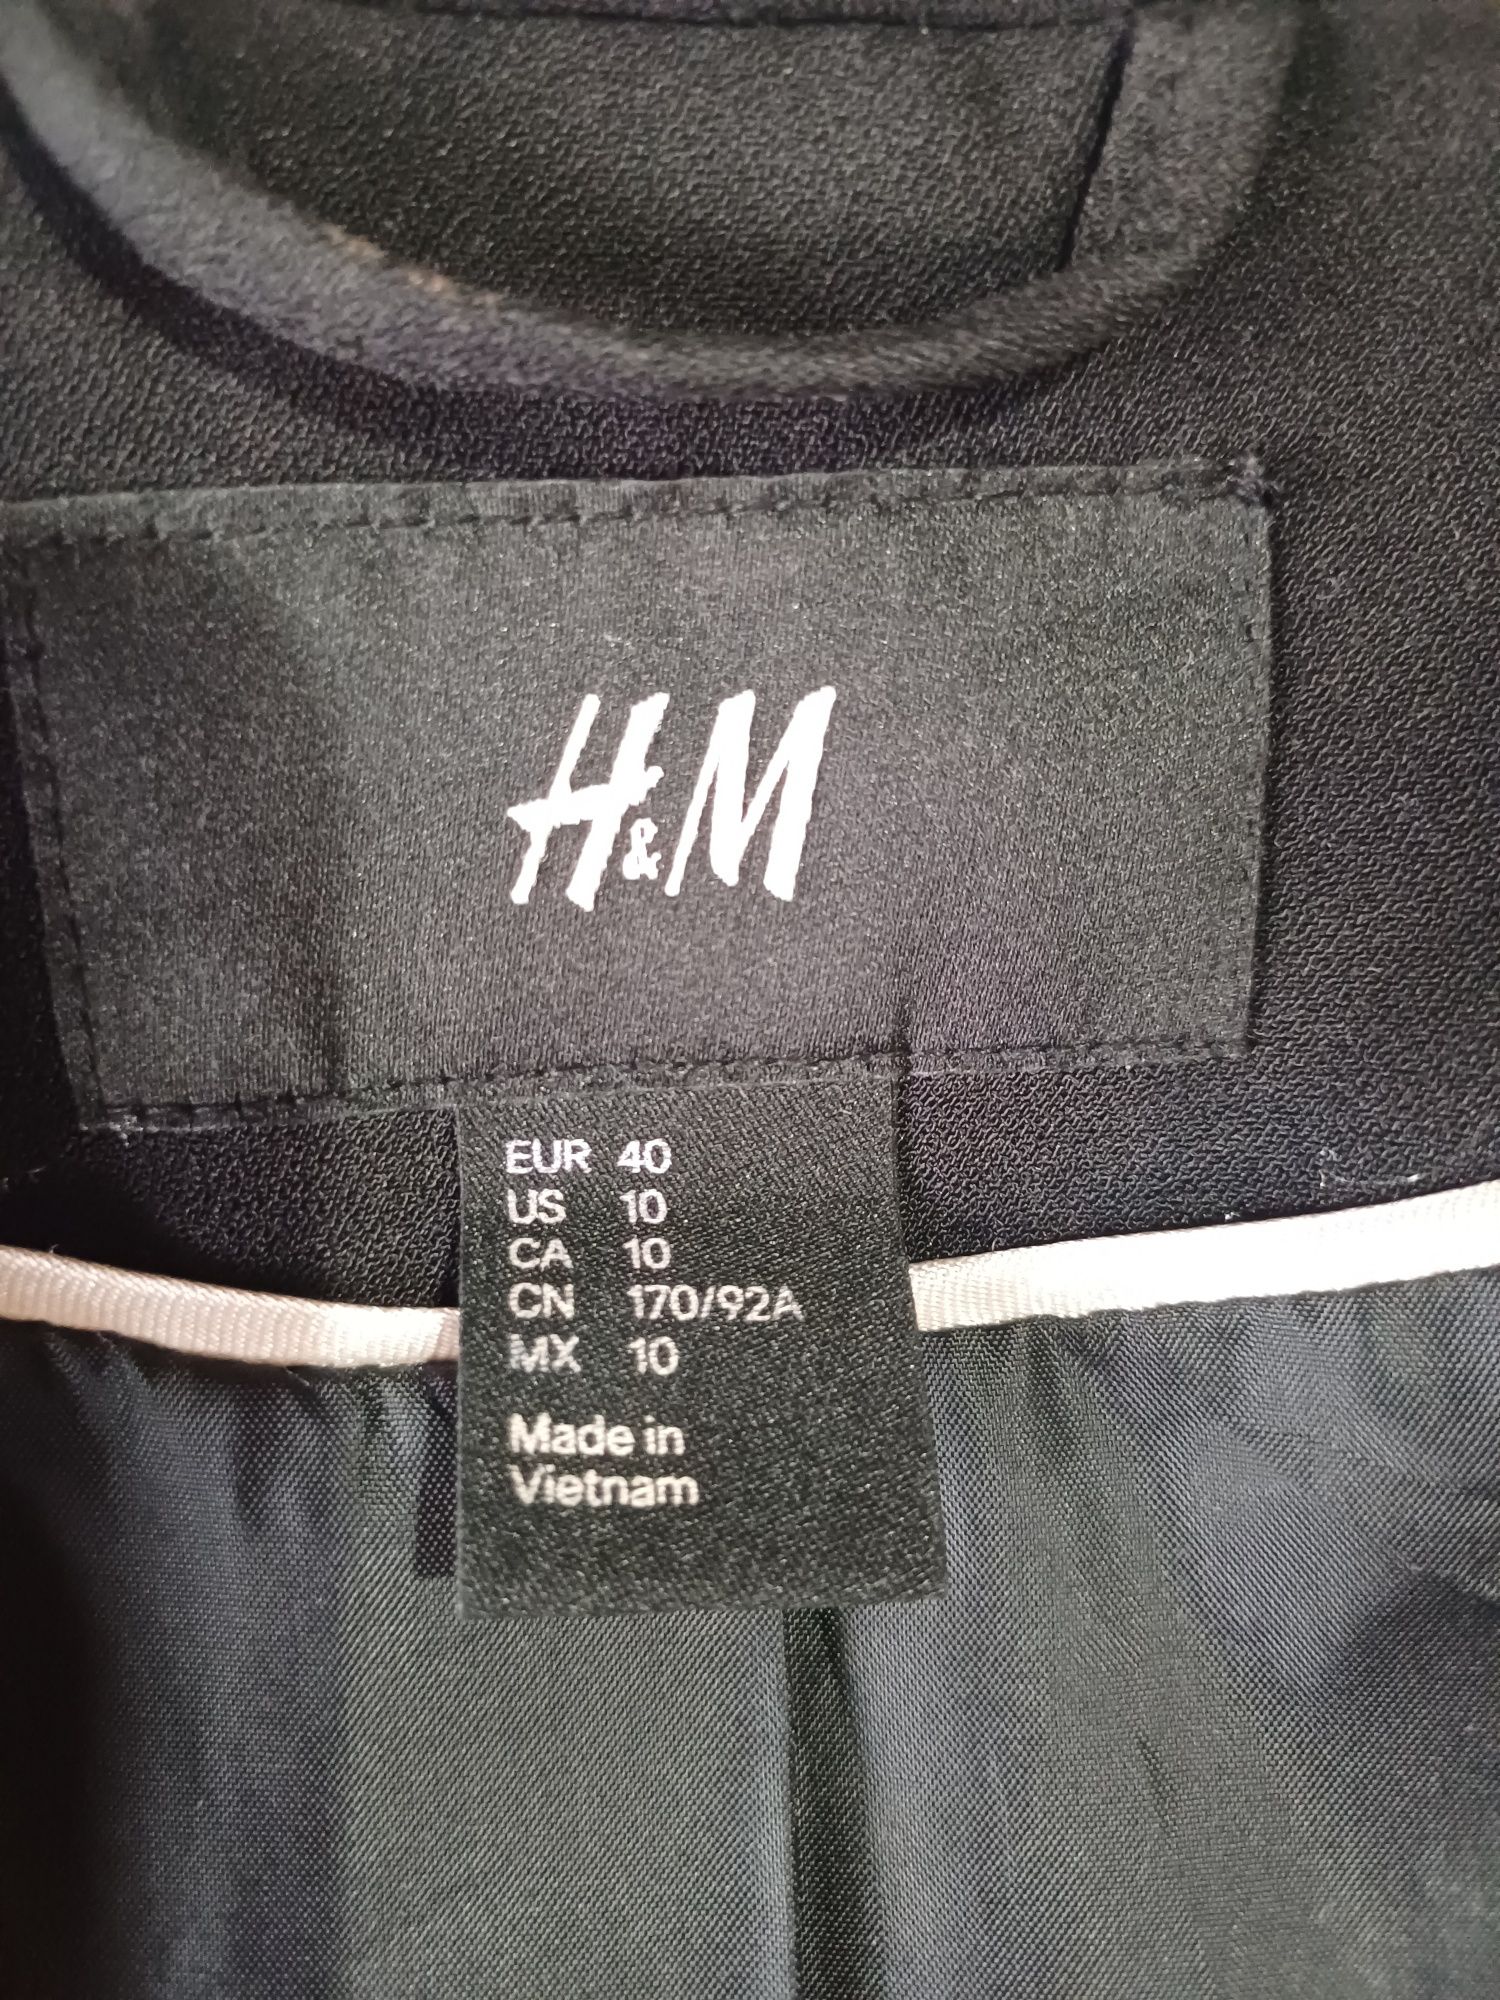 H&M
EUR 40
US 10
CA 10
CN 170/92A
MX 10
Made in
Vietnam